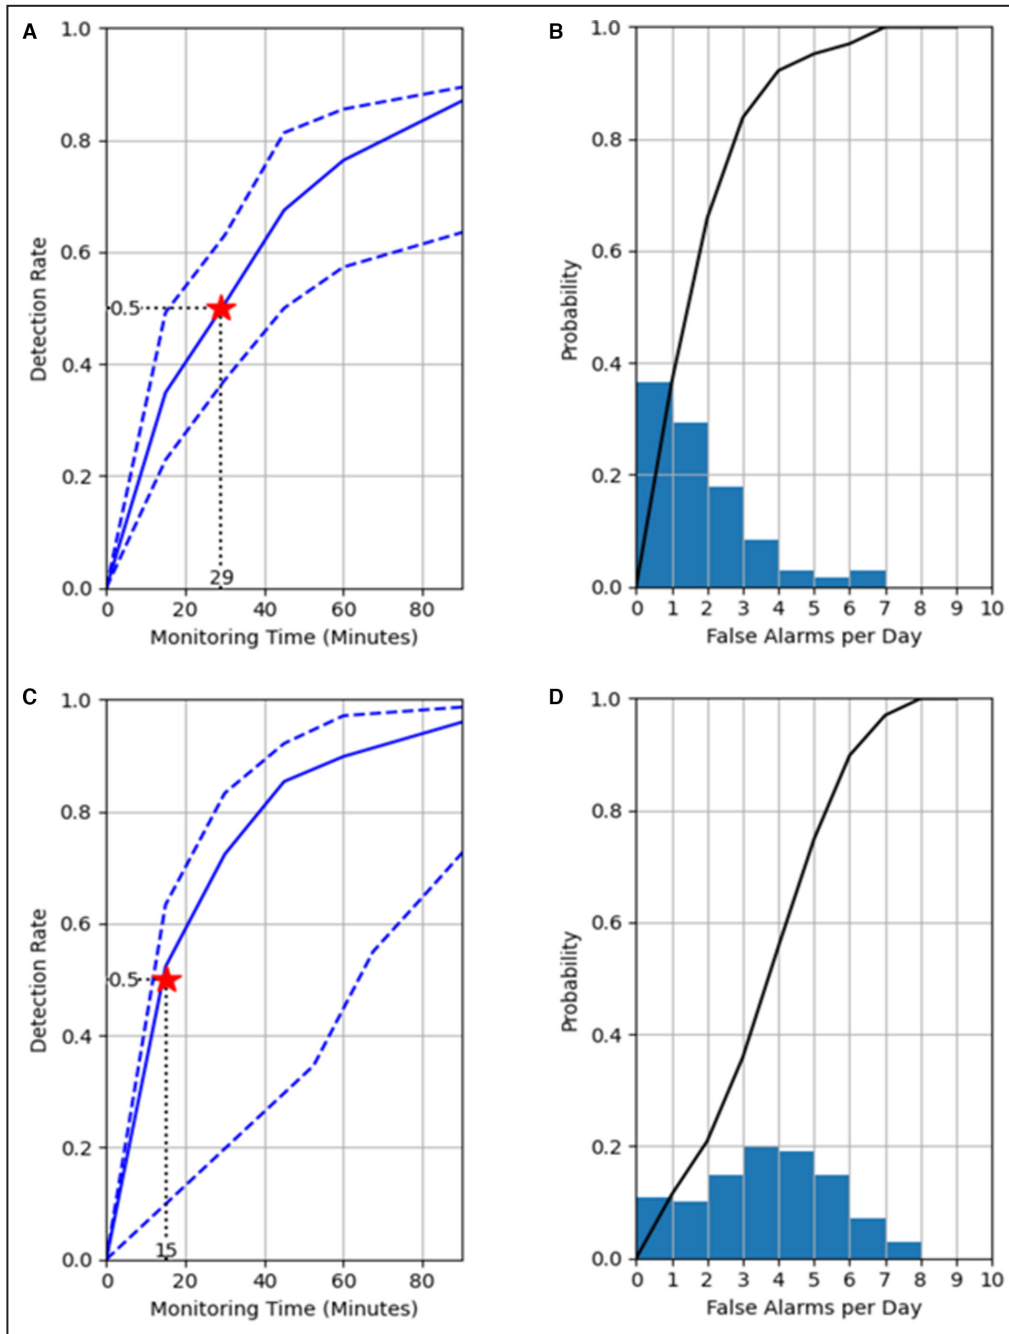 A
1.0
0.8
0.6
0.5
0.4
0.2
0.0
29
0 20 40 60 80
Detection Rate
Monitoring Time (Minutes)
B
1.0
0.8
0.6
0.4
0.2
0.0
0 1 2 3 4 5 6 7 8 9 10
Probability
False Alarms per Day
C
1.0
0.8
0.6
0.5
0.4
0.2
0.0
15
0 20 40 60 80
Detection Rate
Monitoring Time (Minutes)
D
1.0
0.8
0.6
0.4
0.2
0.0
0 1 2 3 4 5 6 7 8 9 10
Probability
False Alarms per Day